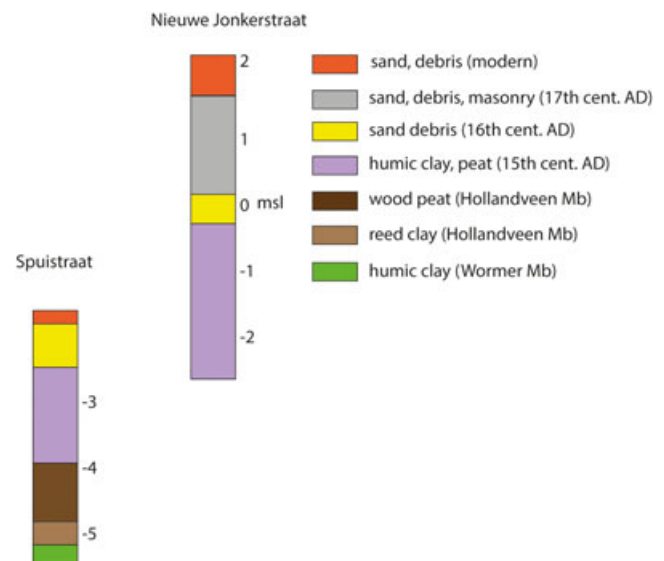 Nieuwe Jonkerstraat
2
1
0 msl
-1
-2
sand, debris (modern)
sand, debris, masonry (17th cent. AD)
sand debris (16th cent. AD)
humic clay, peat (15th cent. AD)
wood peat (Hollandveen Mb)
reed clay (Hollandveen Mb)
humic clay (Wormer Mb)
Spuistraat
-3
-4
-5